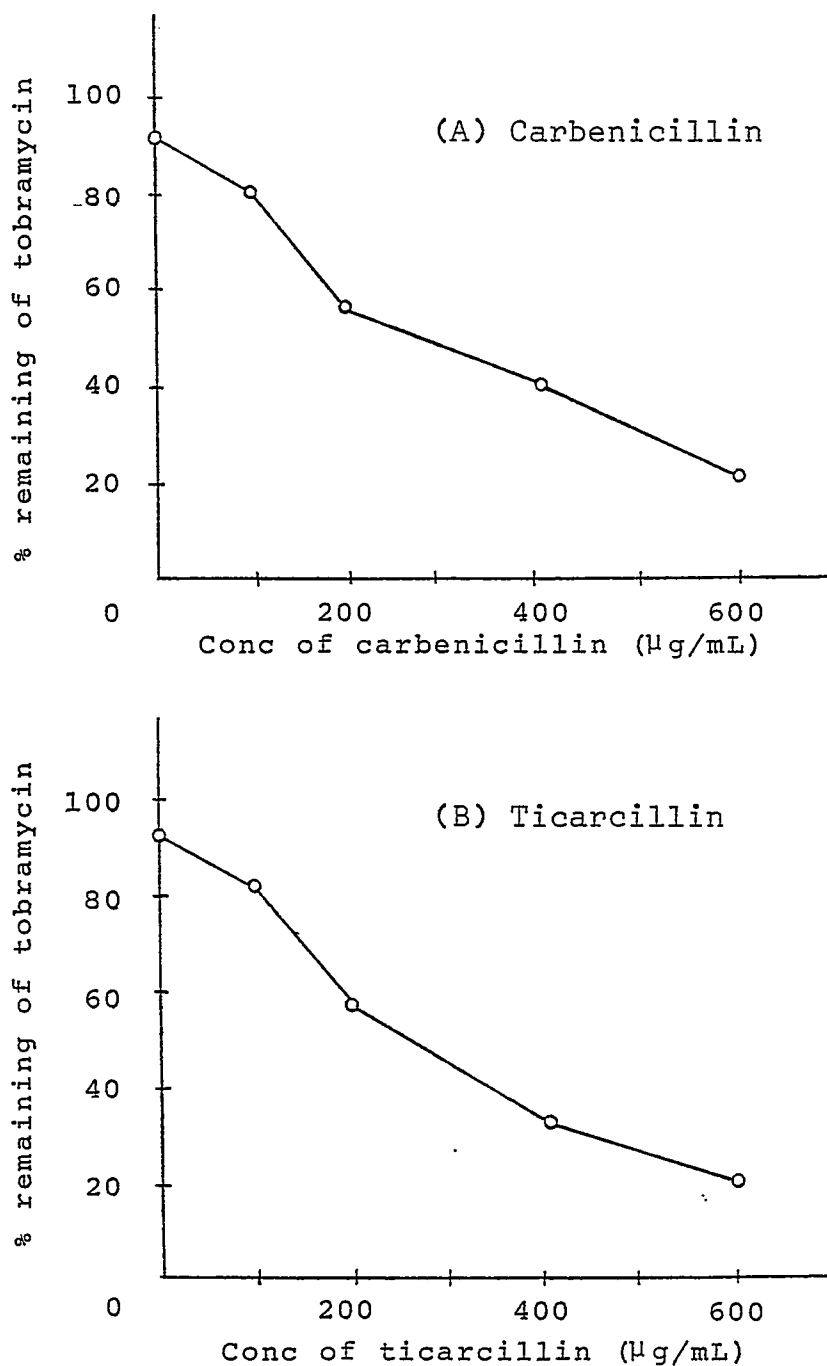 % remaining of tobramycin
100
80
60
40
20
0
(A) Carbenicillin
200 400 600
Conc of carbenicillin (μg/mL)
% remaining of tobramycin
100
80
60
40
20
0
(B) Ticarcillin
200 400 600
Conc of ticarcillin (μg/mL)